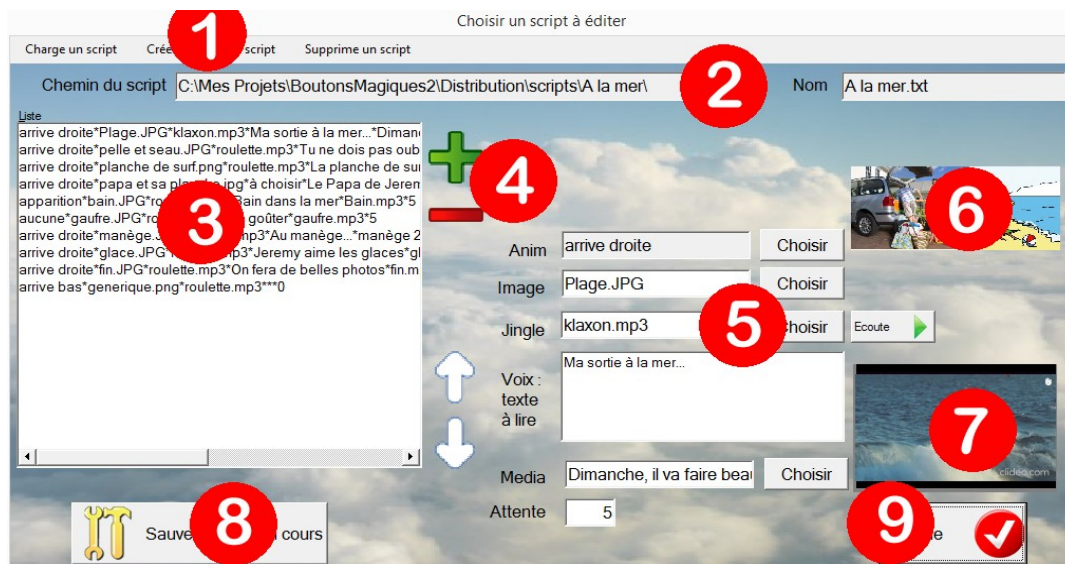 Choisir un script à éditer
1
Charge un script Crée script Supprime un script
Chemin du script C:\Mes Projets\BoutonsMagiques2\Distribution\scripts\A la mer\ 2 Nom A la mer.txt
Liste
arrive droite*Plage.JPG*klaxon.mp3*Ma sortie à la mer...*Diman
arrive droite*pelle et seau.JPG*roulette.mp3*Tu ne dois pas oub
arrive droite*planche de surf.png*roulette.mp3*La planche de su
arrive droite*papa et sa jpg*à choisir*Le Papa de Jerem
apparition*bain.JPG*ro Bain dans la mer*Bain.mp3*5
aucune*gaufre.JPG*ro goûter*gaufre.mp3*5
arrive droite*manège. mp3*Au manège...*manège 2
arrive droite*glace.JPG mp3*Jeremy aime les glaces*gl
arrive droite*fin.JPG*roulette.mp3*On fera de belles photos*fin.m
arrive bas*generique.png*roulette.mp3***0
3
4
6
Anim arrive droite Choisir
Image Plage.JPG Choisir
Jingle klaxon.mp3 5 Choisir Ecoute
Voix :
texte
à lire
Ma sortie à la mer...
7
clideo.com
Media Dimanche, il va faire beau Choisir
Attente 5
8
Sauve cours
9